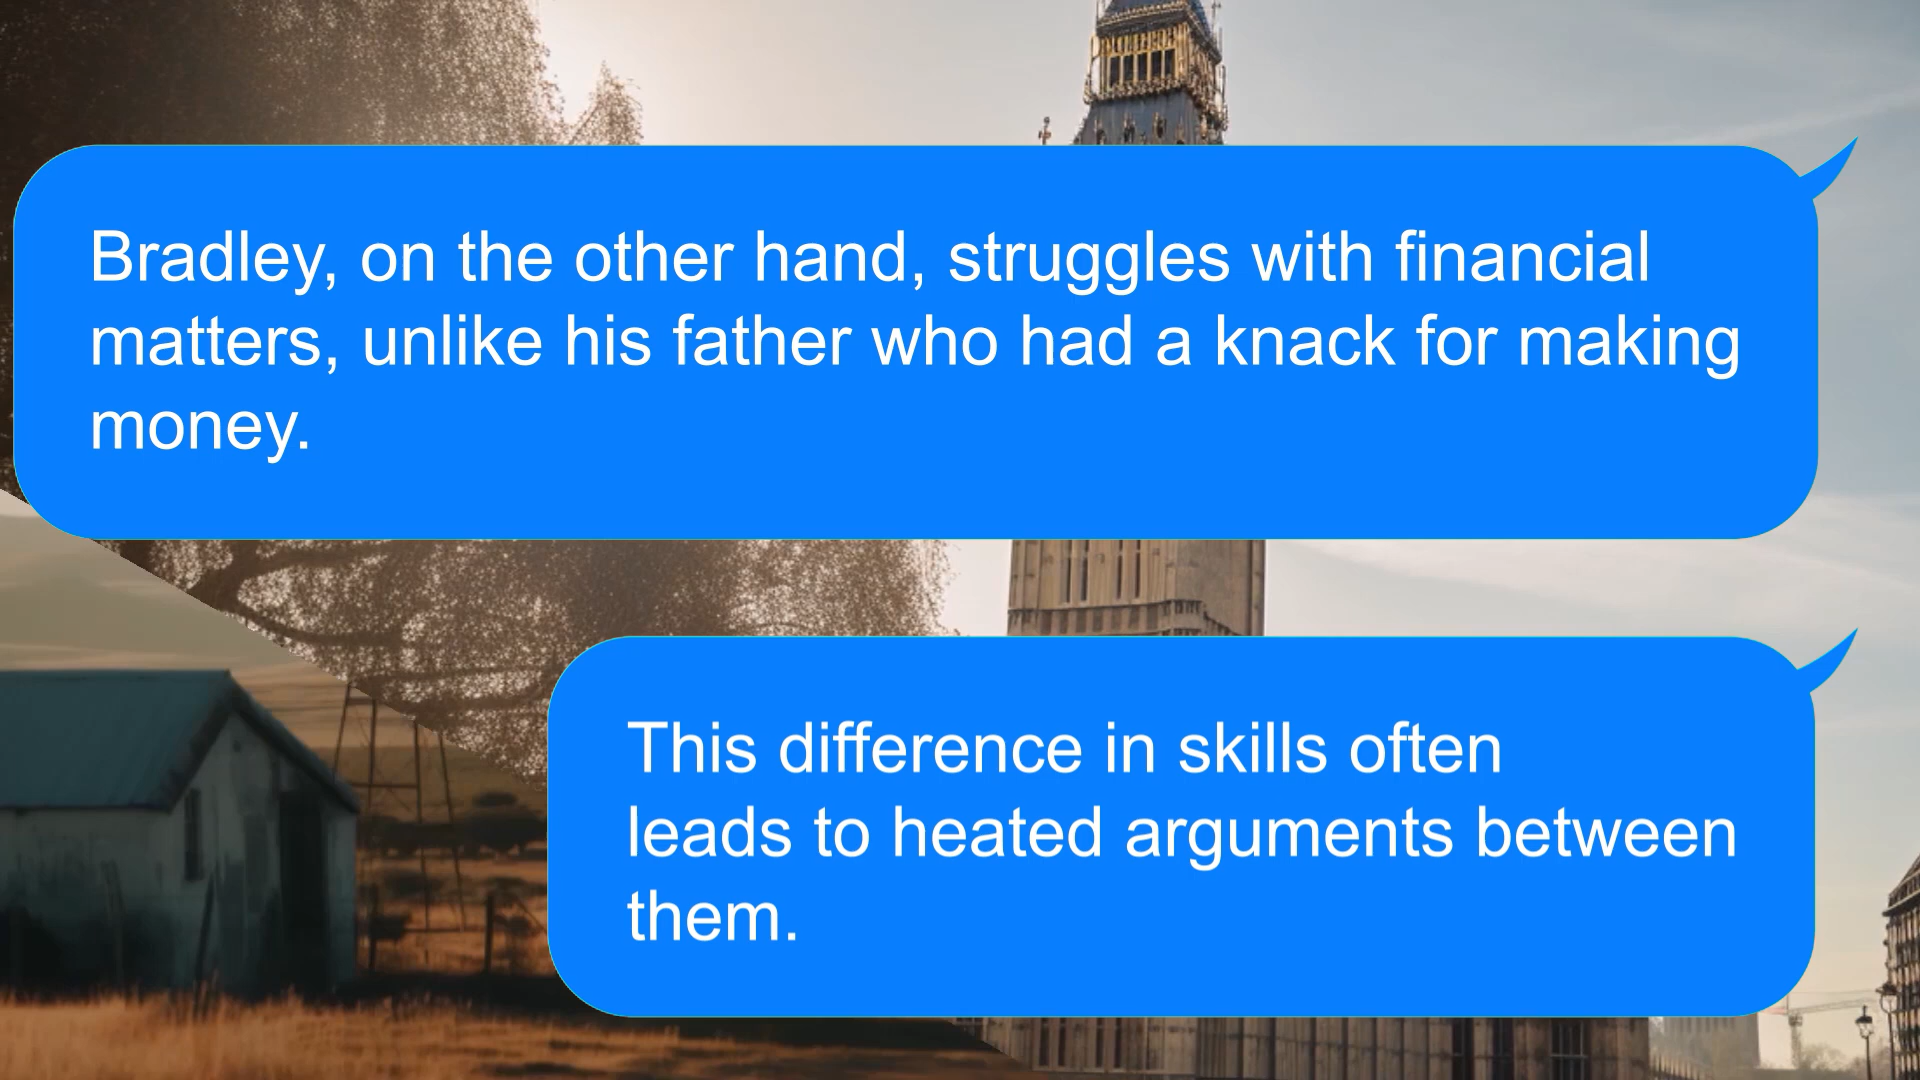 Bradley, on the other hand, struggles with financial
matters, unlike his father who had a knack for making
money.
This difference in skills often
leads to heated arguments between
them.